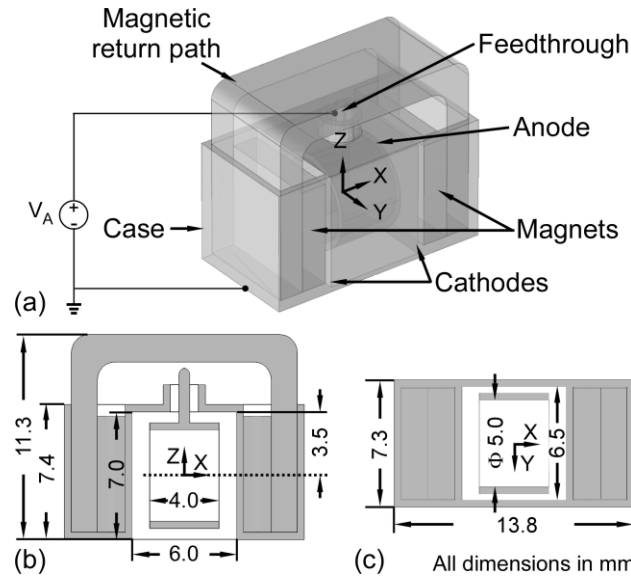 Magnetic
return path
Feedthrough
Anode
Z
X
Y
V_A
+
-
Case
Magnets
Cathodes
(a)
11.3
7.4
7.0
Z
X
4.0
3.5
6.0
(b)
7.3
Φ 5.0
X
Y
6.5
13.8
(c)
All dimensions in mm